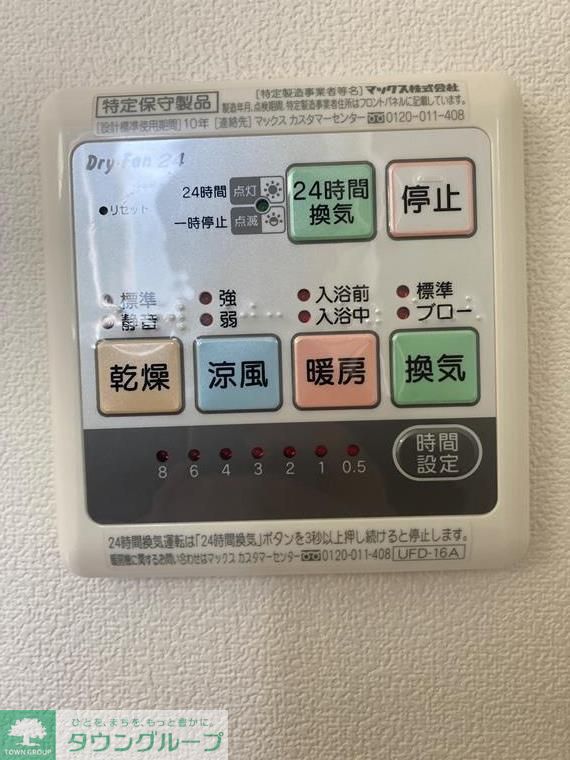 特定保守製品
[特定製造事業者等名] マックス株式会社
製造年月、点検期間、特定製造事業者住所はフロントパネルに記載しています。
[設計標準使用期間] 10年 [連絡先] マックス カスタマーセンター 0120-011-408
Dry-Fan 24
リセット
24時間 点灯
一時停止 点滅
24時間
換気
停止
標準 強 入浴前 標準
静音 弱 入浴中 ブロー
乾燥 涼風 暖房 換気
8 6 4 3 2 1 0.5
時間
設定
24時間換気運転は「24時間換気」ボタンを3秒以上押し続けると停止します。
暖房機に関するお問い合わせはマックス カスタマーセンター 0120-011-408 UFD-16A
ひとを、まちを、もっと豊かに。
タウングループ
TOWN GROUP